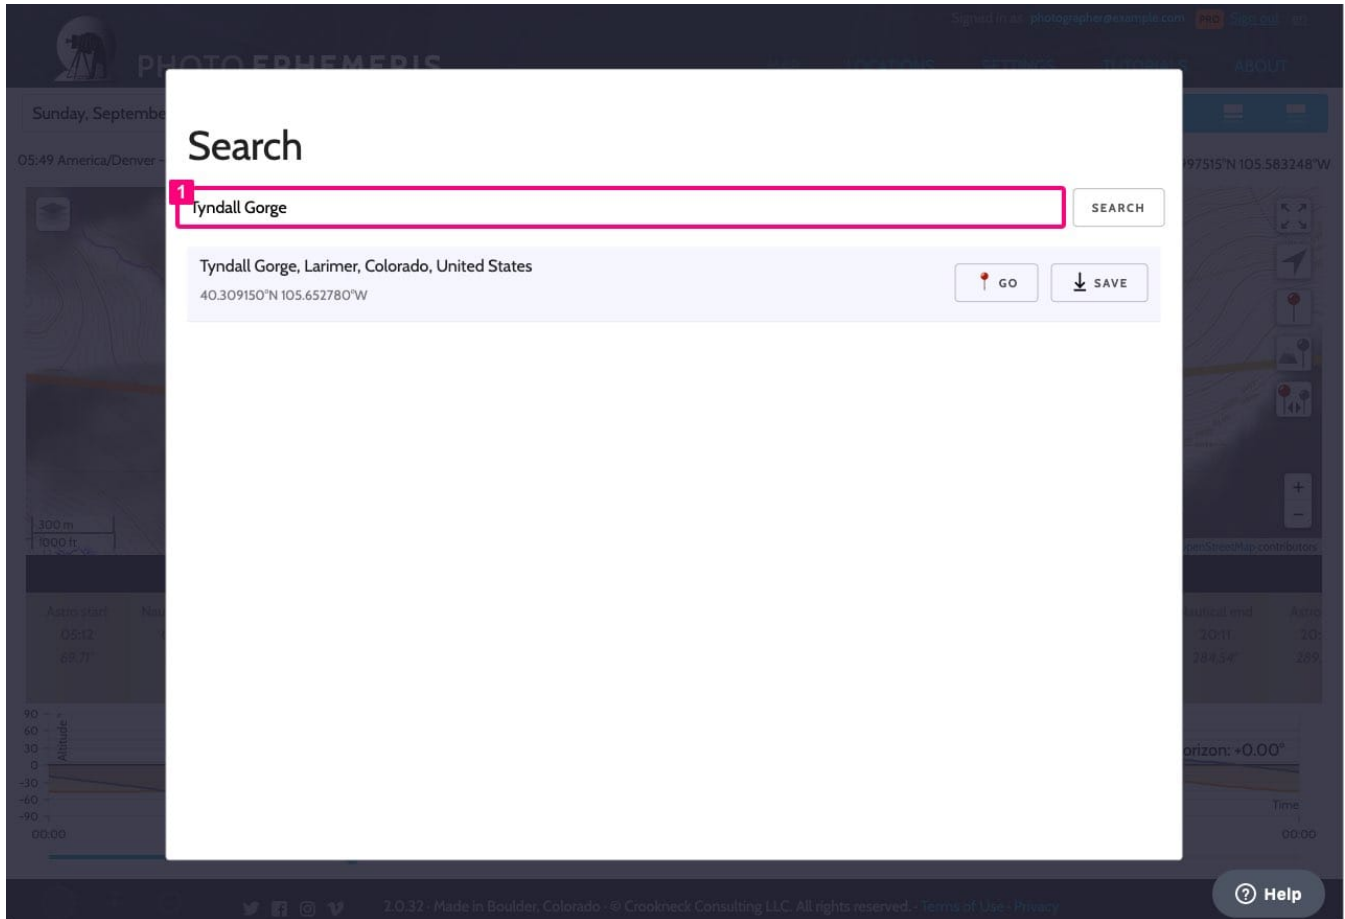 Signed in as photographer@example.com PRO Sign out en
PHOTO EPHEMERIS
MAP LOCATIONS SETTINGS TUTORIALS ABOUT
Sunday, Septembe
05:49 America/Denver -
97515°N 105.583248°W
Search
1
Tyndall Gorge
SEARCH
Tyndall Gorge, Larimer, Colorado, United States
40.309150°N 105.652780°W
GO
SAVE
300 m
1000 ft
+
−
penStreetMap contributors
Astro start
05:12
69.71°
autical end
20:11
284.54°
Astro
20:
289.
90
60
30
0
-30
-60
-90
Altitude
00:00
orizon: +0.00°
Time
00:00
Help
2.0.32 · Made in Boulder, Colorado · © Crookneck Consulting LLC. All rights reserved. · Terms of Use · Privacy